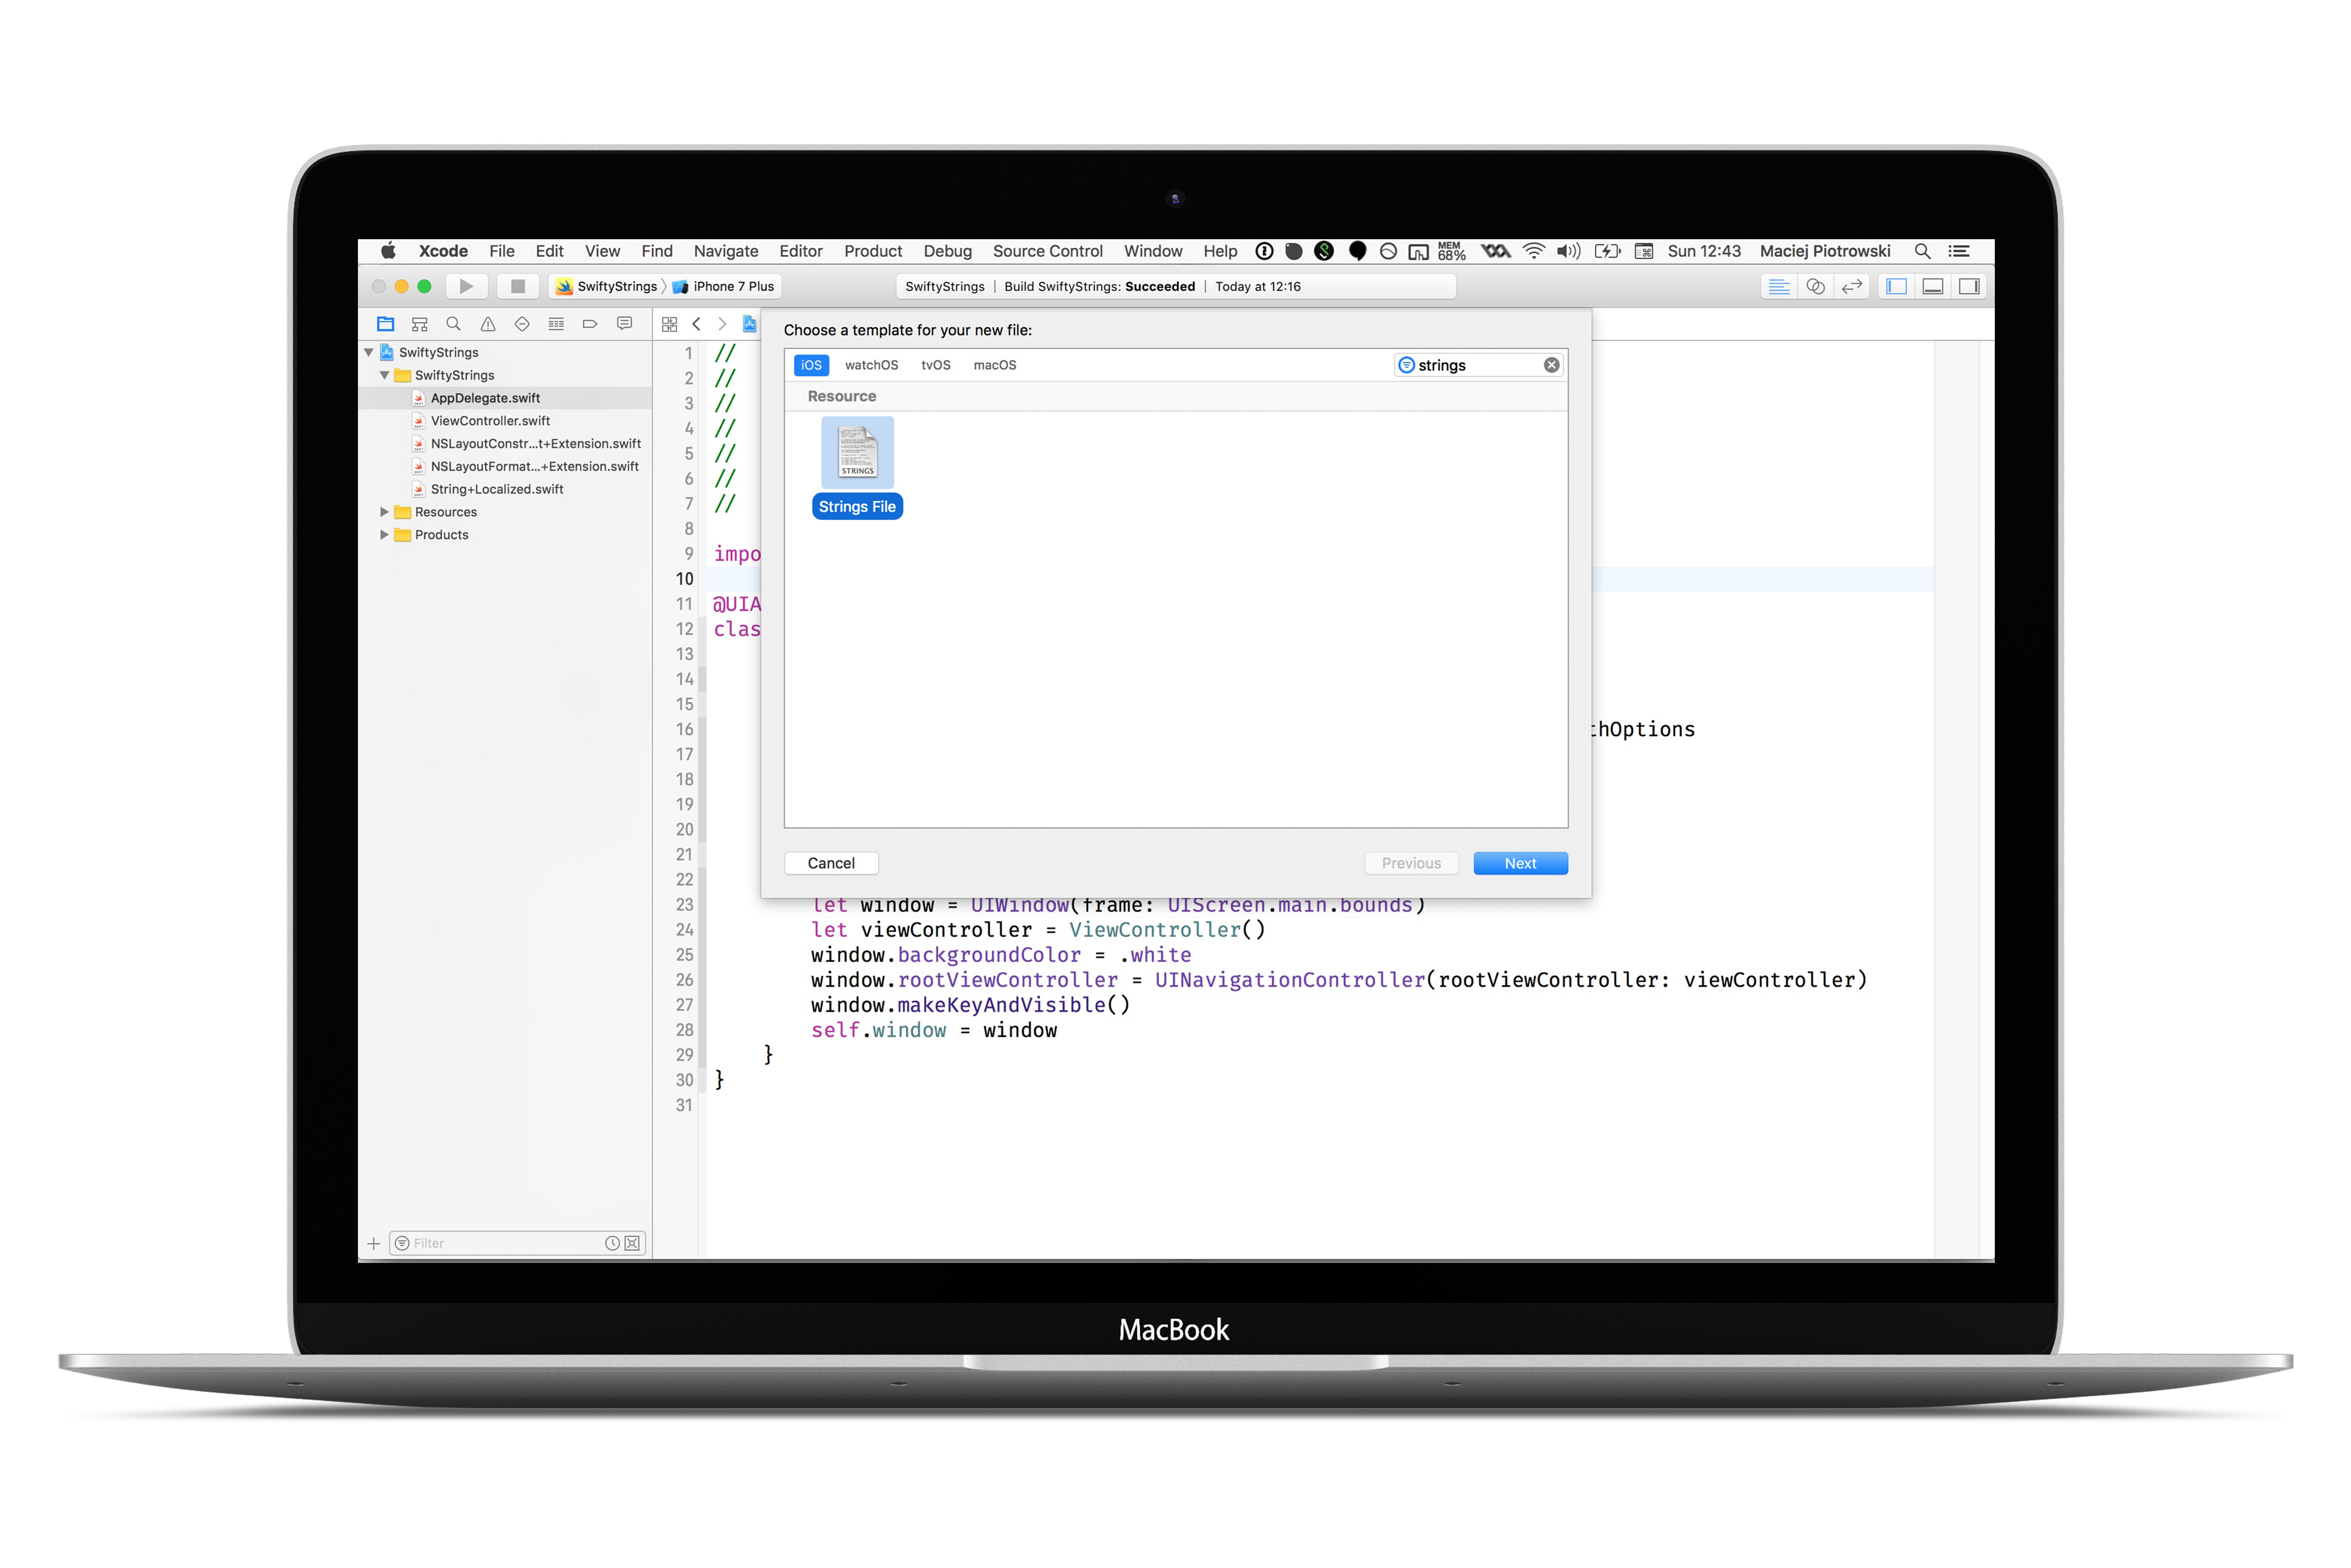 Xcode File Edit View Find Navigate Editor Product Debug Source Control Window Help MEM 68% Sun 12:43 Maciej Piotrowski
SwiftyStrings iPhone 7 Plus
SwiftyStrings | Build SwiftyStrings: Succeeded | Today at 12:16
SwiftyStrings
SwiftyStrings
AppDelegate.swift
ViewController.swift
NSLayoutConstr...t+Extension.swift
NSLayoutFormat...+Extension.swift
String+Localized.swift
Resources
Products
Filter
Choose a template for your new file:
iOS watchOS tvOS macOS strings
Resource
STRINGS
Strings File
Cancel Previous Next
1 //
2 //
3 //
4 //
5 //
6 //
7 //
8
9 impo
10
11 @UIA
12 clas
13
14
15
16 thOptions
17
18
19
20
21
22
23 let window = UIWindow(frame: UIScreen.main.bounds)
24 let viewController = ViewController()
25 window.backgroundColor = .white
26 window.rootViewController = UINavigationController(rootViewController: viewController)
27 window.makeKeyAndVisible()
28 self.window = window
29 }
30 }
31
MacBook